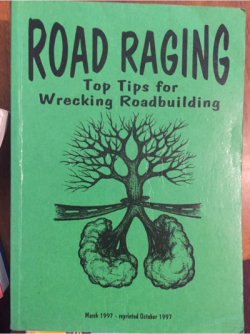 ROAD RAGING
Top Tips for
Wrecking Roadbuilding
March 1997 - reprinted October 1997